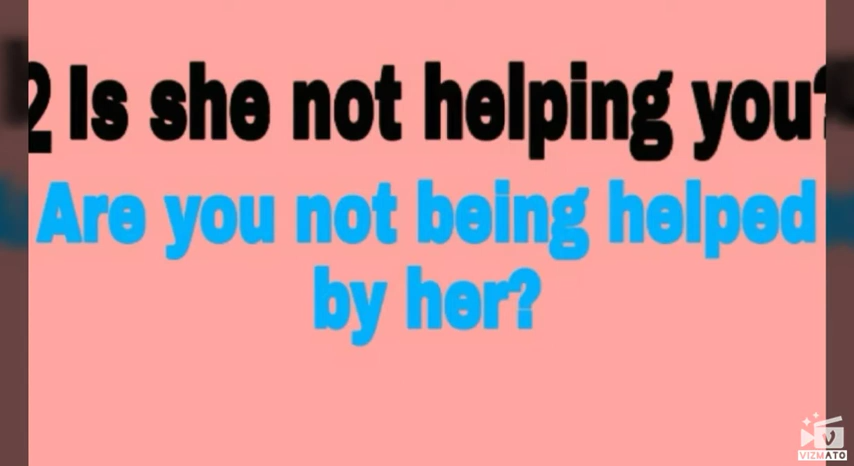 2 Is she not helping you?
Are you not being helped
by her?
VIZMATO